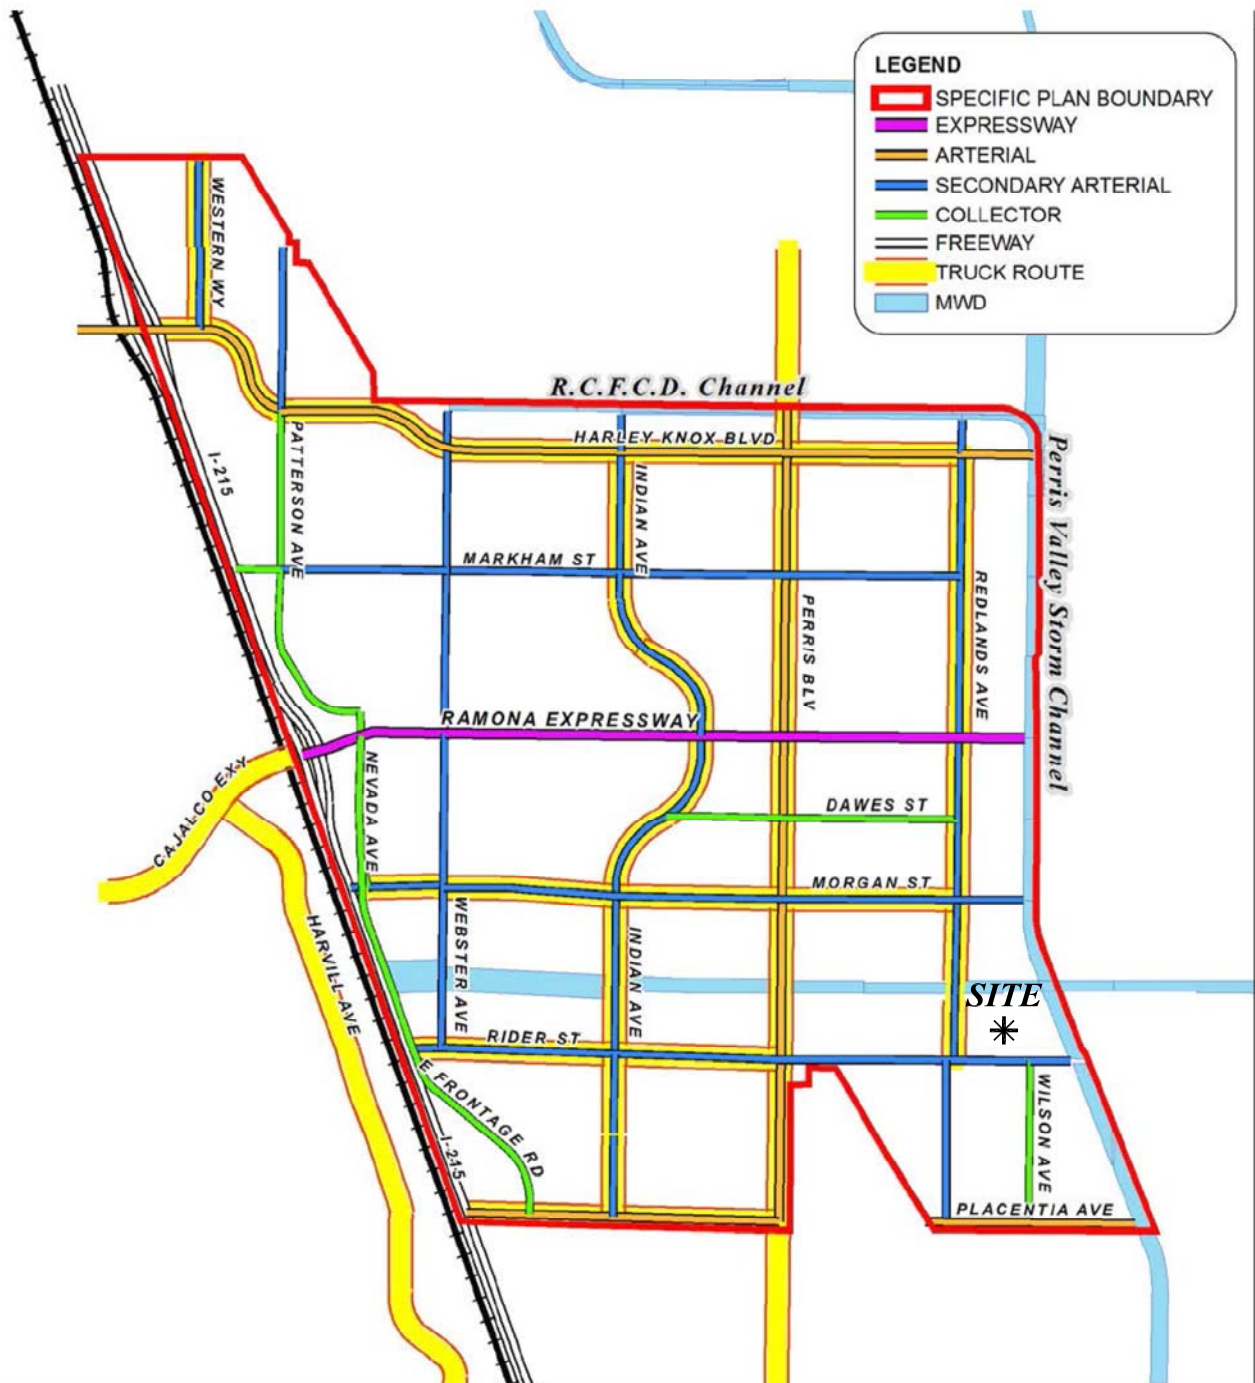 LEGEND
SPECIFIC PLAN BOUNDARY
EXPRESSWAY
ARTERIAL
SECONDARY ARTERIAL
COLLECTOR
FREEWAY
TRUCK ROUTE
MWD
WESTERN WY
R.C.F.C.D. Channel
HARLEY KNOX BLVD
PATTERSON AVE
I-215
INDIAN AVE
Perris Valley Storm Channel
MARKHAM ST
REDLANDS AVE
PERRIS BLV
RAMONA EXPRESSWAY
CAJALCO EXY
NEVADA AVE
DAWES ST
MORGAN ST
HARVILL AVE
WEBSTER AVE
INDIAN AVE
SITE
RIDER ST
E FRONTAGE RD
WILSON AVE
I-215
PLACENTIA AVE